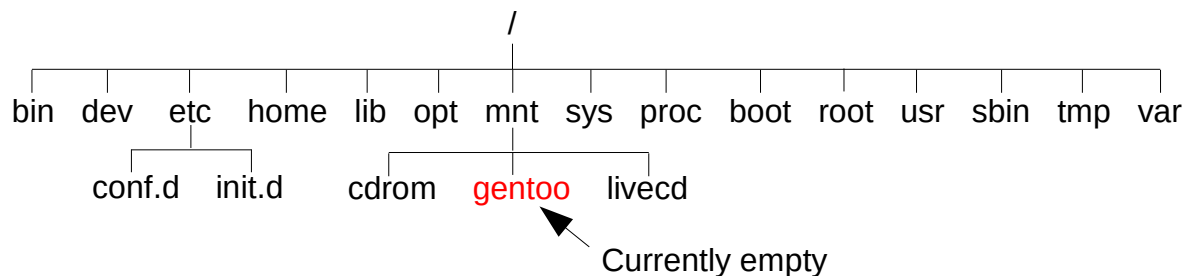 /
bin dev etc home lib opt mnt sys proc boot root usr sbin tmp var
conf.d init.d cdrom gentoo livecd
Currently empty